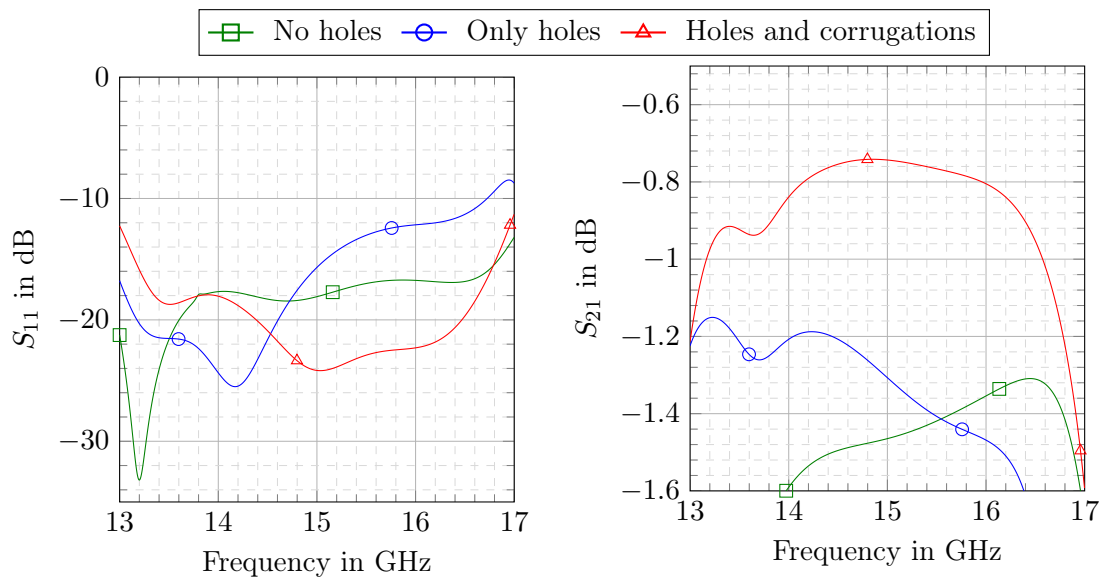 No holes Only holes Holes and corrugations
0
−10
−20
−30
13 14 15 16 17
Frequency in GHz
S₁₁ in dB
−0.6
−0.8
−1
−1.2
−1.4
−1.6
13 14 15 16 17
Frequency in GHz
S₂₁ in dB